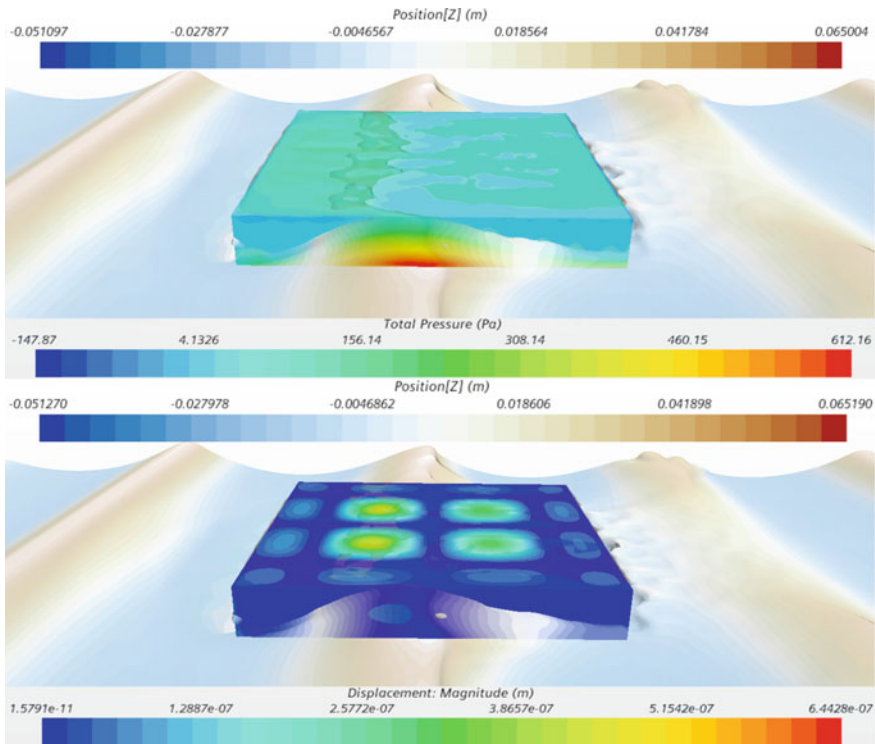 Position[Z] (m)
-0.051097 -0.027877 -0.0046567 0.018564 0.041784 0.065004
Total Pressure (Pa)
-147.87 4.1326 156.14 308.14 460.15 612.16
Position[Z] (m)
-0.051270 -0.027978 -0.0046862 0.018606 0.041898 0.065190
Displacement: Magnitude (m)
1.5791e-11 1.2887e-07 2.5772e-07 3.8657e-07 5.1542e-07 6.4428e-07